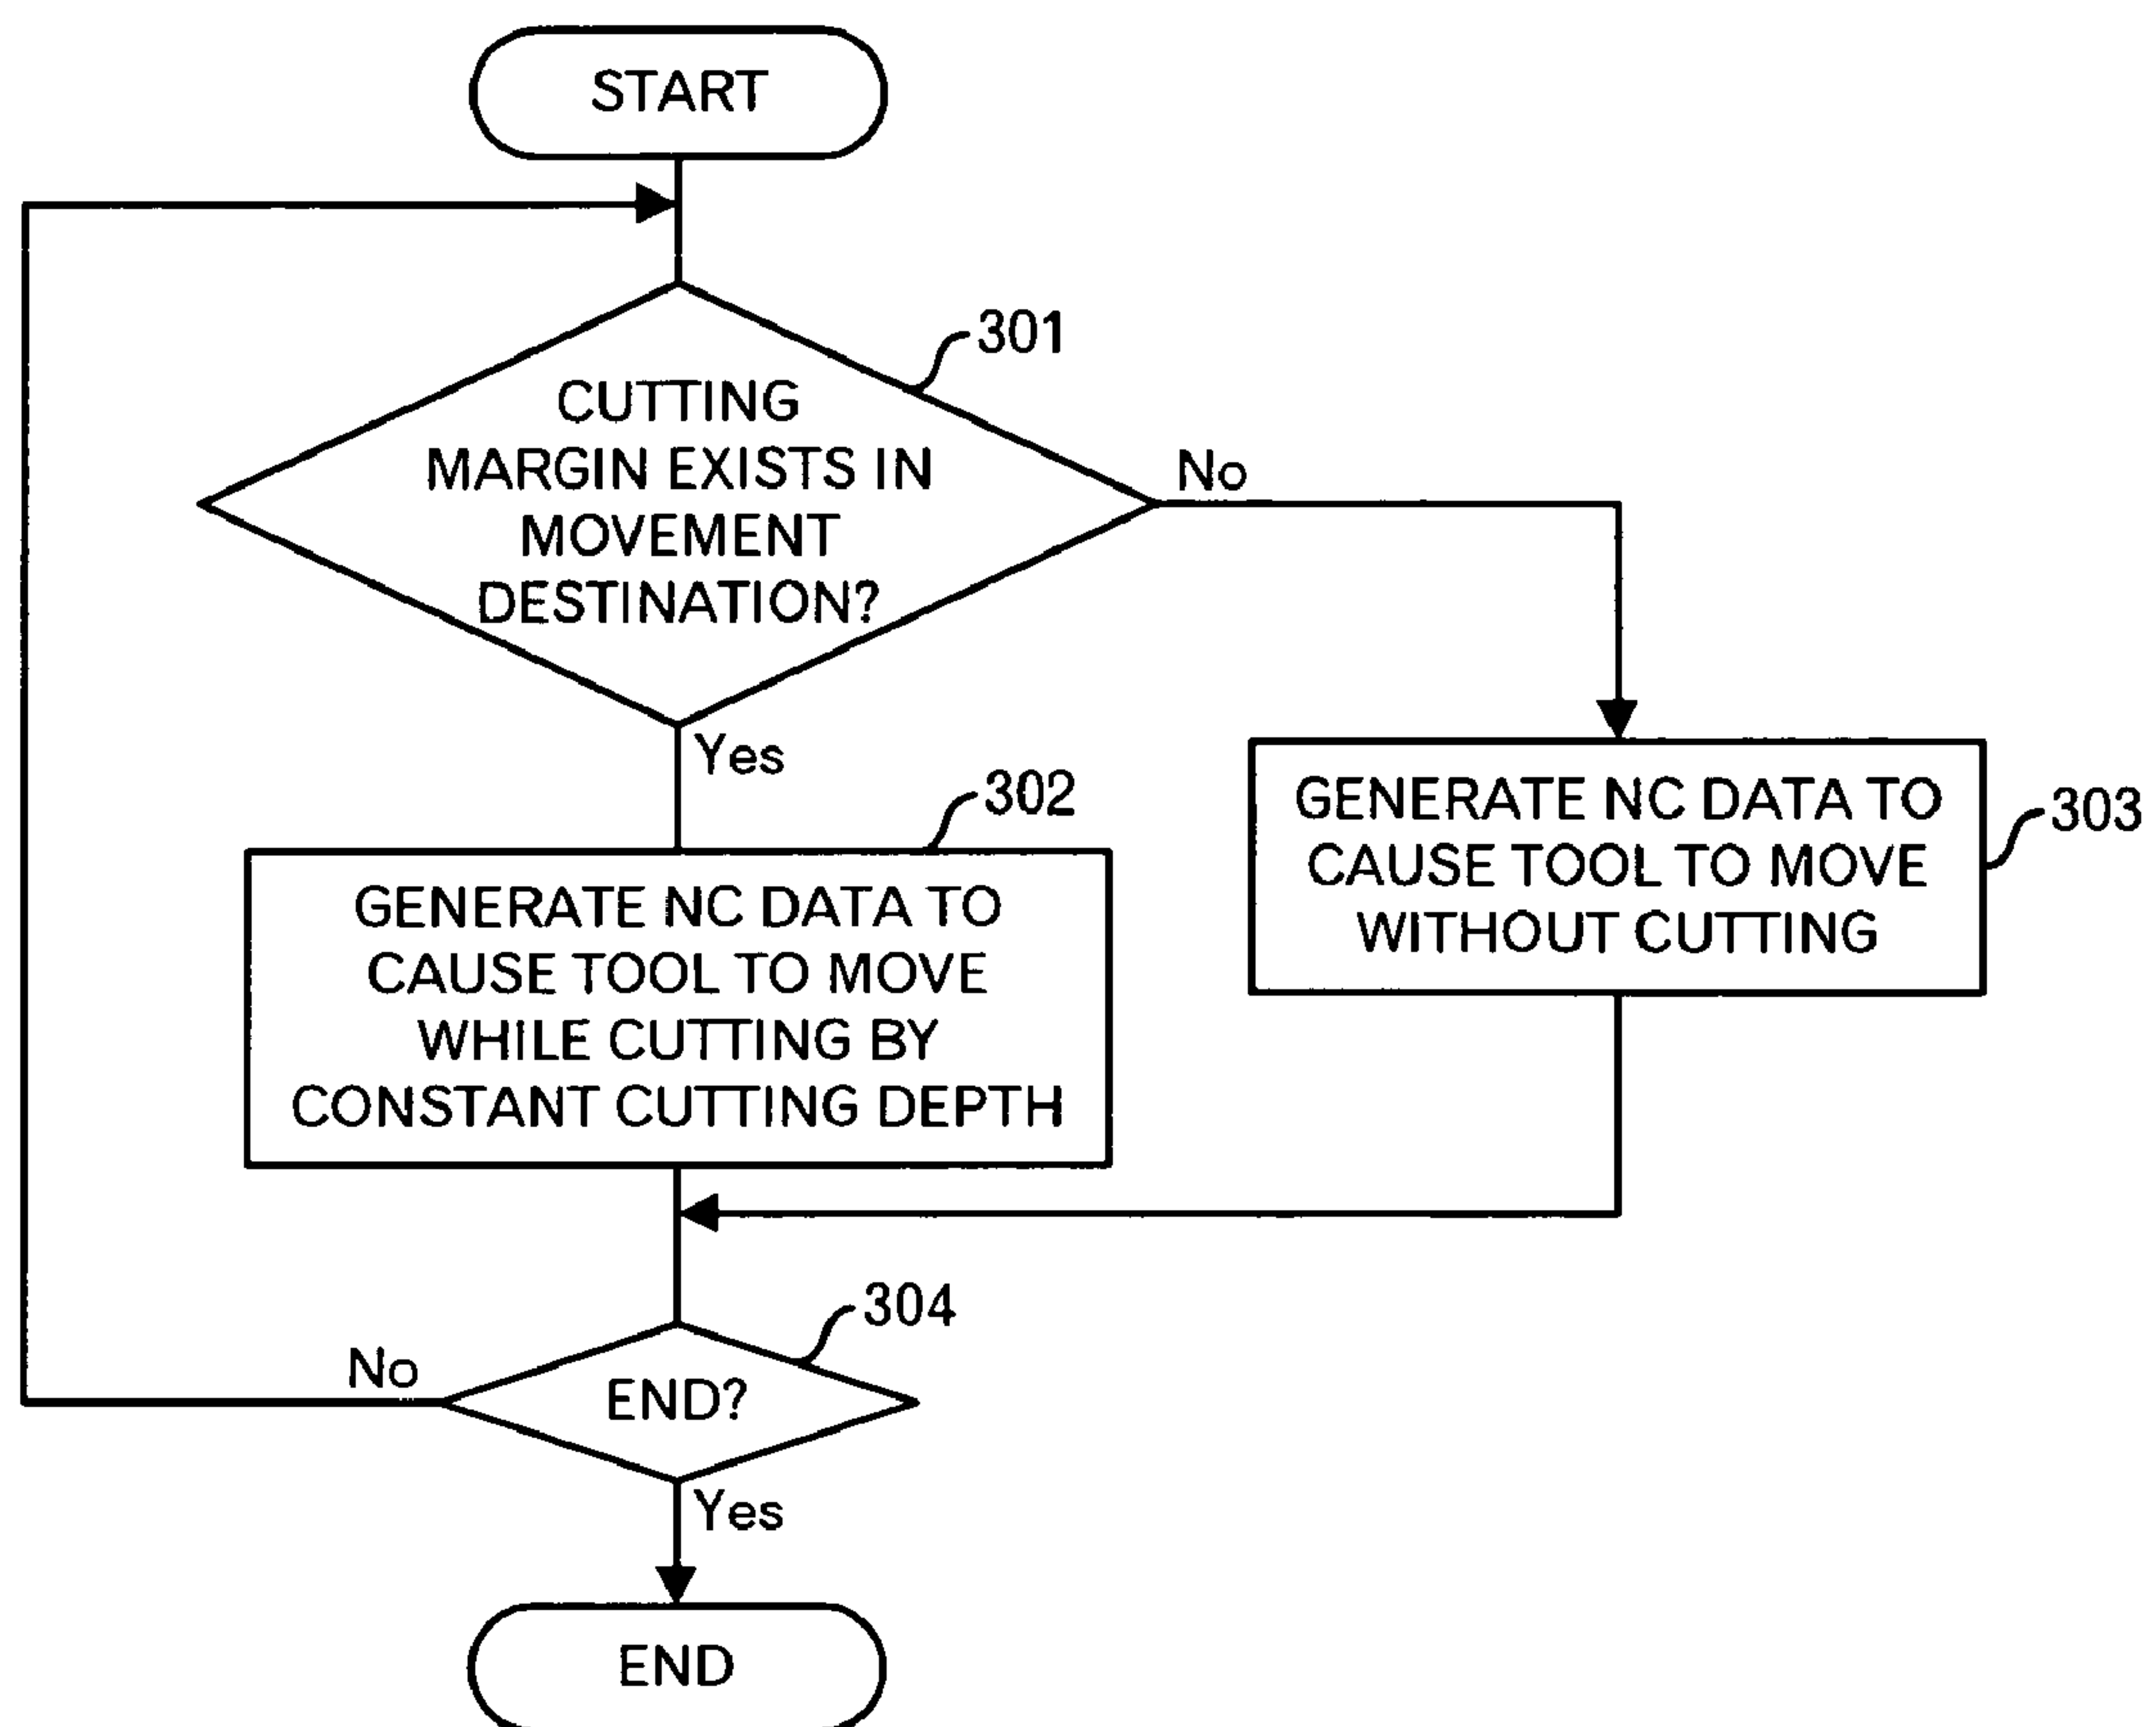 START
301
CUTTING
MARGIN EXISTS IN
MOVEMENT
DESTINATION?
No
Yes
302
GENERATE NC DATA TO
CAUSE TOOL TO MOVE
WHILE CUTTING BY
CONSTANT CUTTING DEPTH
GENERATE NC DATA TO
CAUSE TOOL TO MOVE
WITHOUT CUTTING
303
304
No
END?
Yes
END